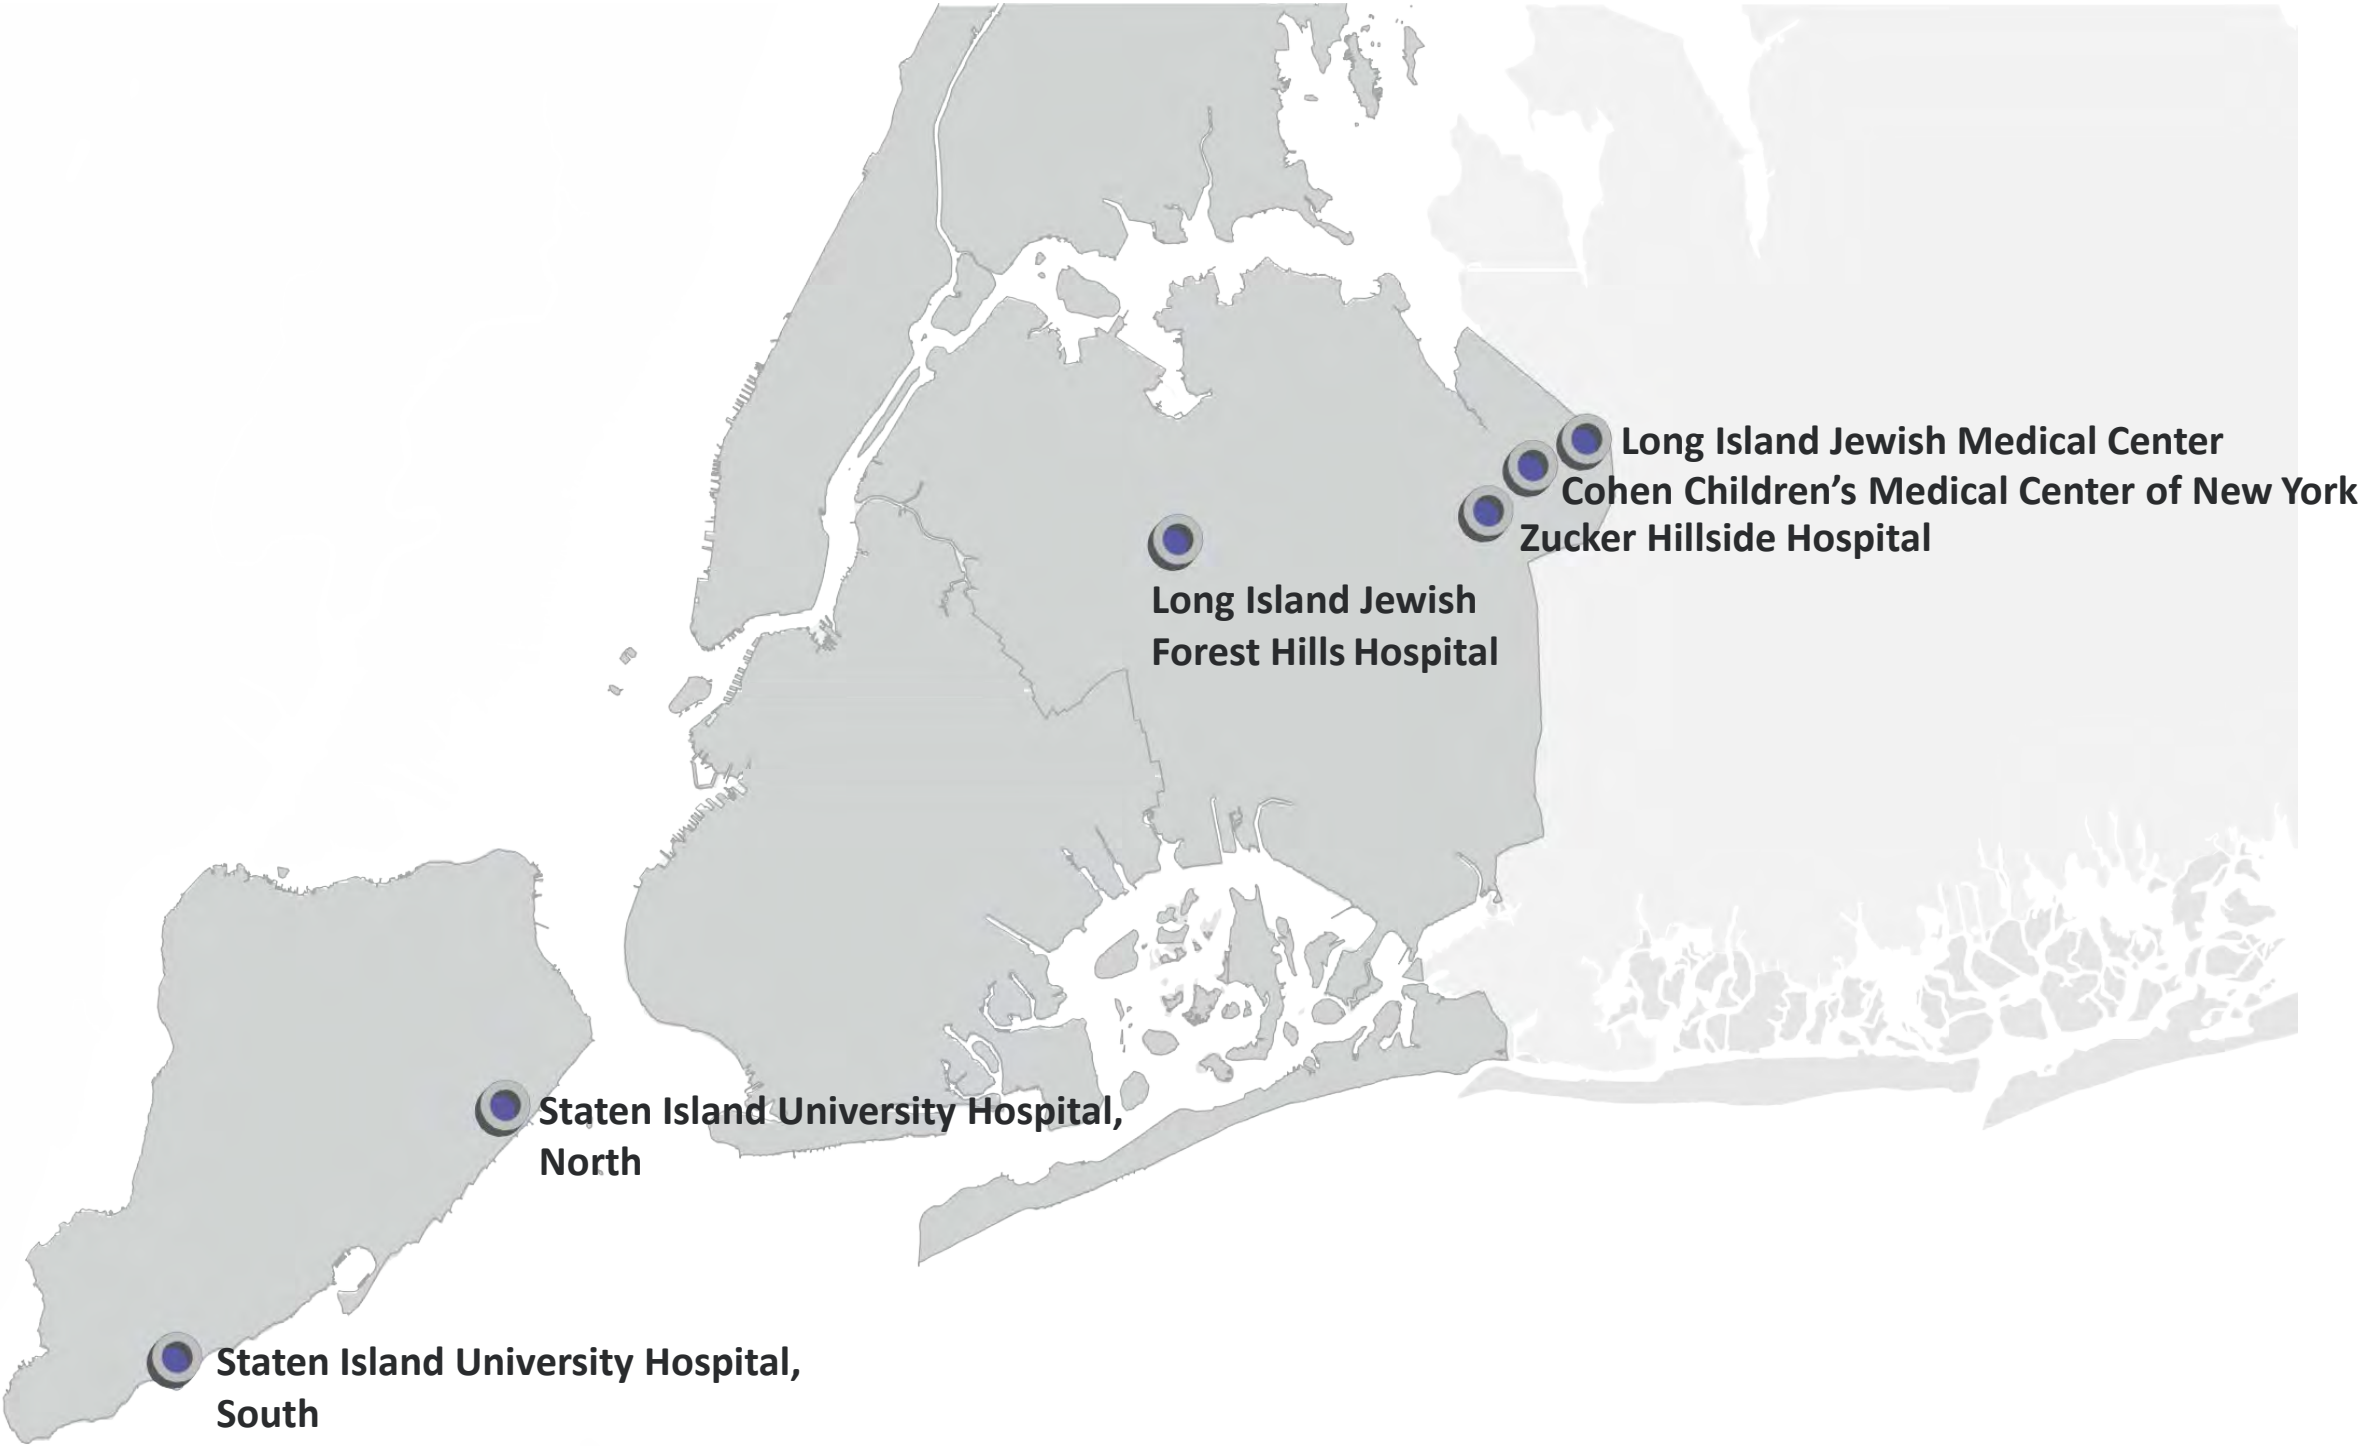 Long Island Jewish Medical Center
Cohen Children’s Medical Center of New York
Zucker Hillside Hospital
Long Island Jewish
Forest Hills Hospital
Staten Island University Hospital,
North
Staten Island University Hospital,
South